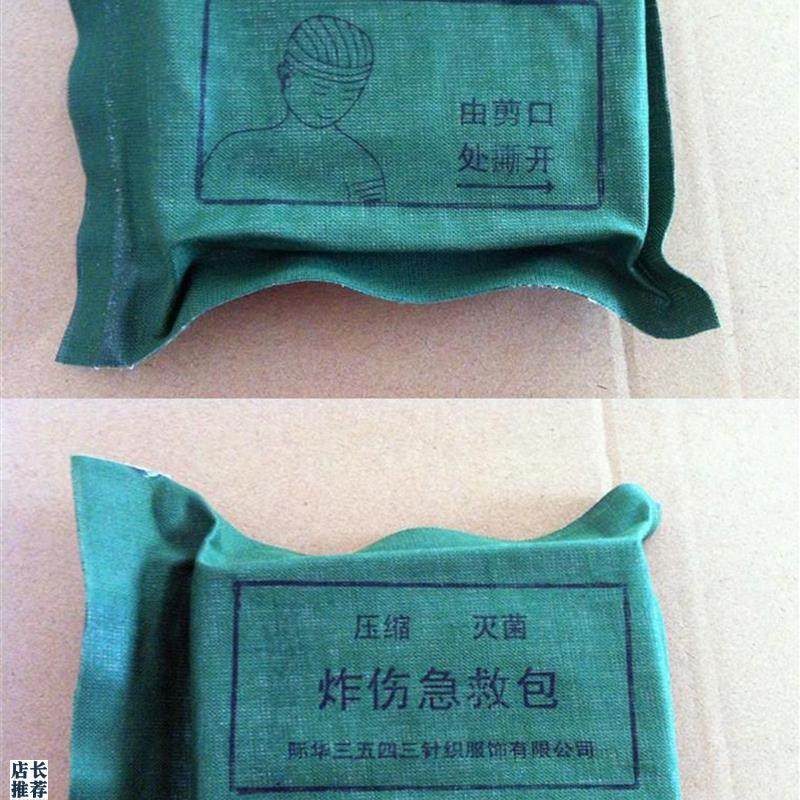 由剪口
处撕开
压缩 灭菌
炸伤急救包
际华三五四三针织服饰有限公司
店长
推荐